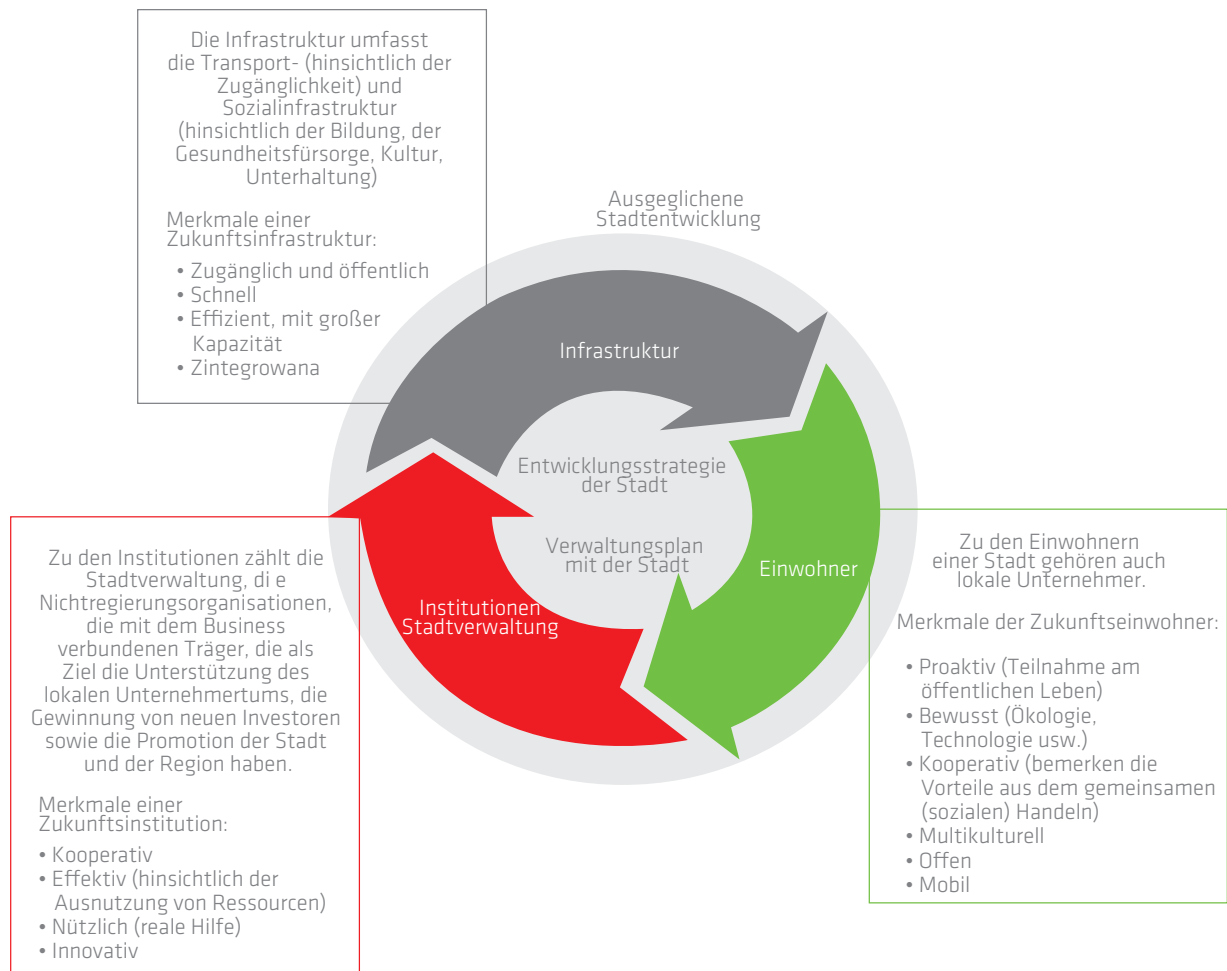 Die Infrastruktur umfasst
die Transport- (hinsichtlich der
Zugänglichkeit) und
Sozialinfrastruktur
(hinsichtlich der Bildung, der
Gesundheitsfürsorge, Kultur,
Unterhaltung)
Merkmale einer
Zukunftsinfrastruktur:
• Zugänglich und öffentlich
• Schnell
• Effizient, mit großer
Kapazität
• Zintegrowana
Ausgeglichene
Stadtentwicklung
Infrastruktur
Entwicklungsstrategie
der Stadt
Verwaltungsplan
mit der Stadt
Einwohner
Institutionen
Stadtverwaltung
Zu den Institutionen zählt die
Stadtverwaltung, di e
Nichtregierungsorganisationen,
die mit dem Business
verbundenen Träger, die als
Ziel die Unterstützung des
lokalen Unternehmertums, die
Gewinnung von neuen Investoren
sowie die Promotion der Stadt
und der Region haben.
Merkmale einer
Zukunftsinstitution:
• Kooperativ
• Effektiv (hinsichtlich der
Ausnutzung von Ressourcen)
• Nützlich (reale Hilfe)
• Innovativ
Zu den Einwohnern
einer Stadt gehören auch
lokale Unternehmer.
Merkmale der Zukunftseinwohner:
• Proaktiv (Teilnahme am
öffentlichen Leben)
• Bewusst (Ökologie,
Technologie usw.)
• Kooperativ (bemerken die
Vorteile aus dem gemeinsamen
(sozialen) Handeln)
• Multikulturell
• Offen
• Mobil